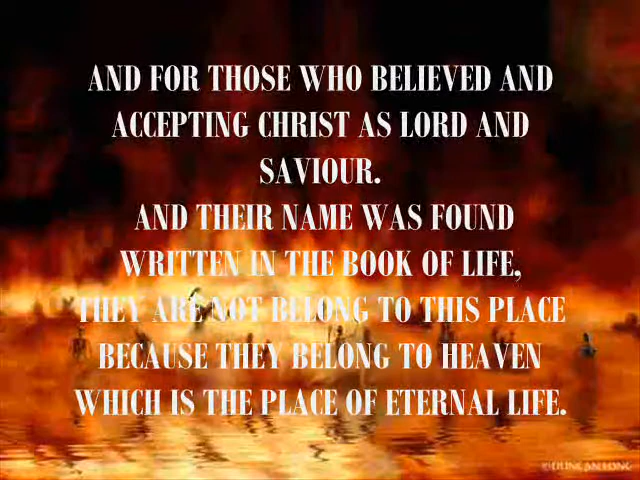 AND FOR THOSE WHO BELIEVED AND
ACCEPTING CHRIST AS LORD AND
SAVIOUR.
AND THEIR NAME WAS FOUND
WRITTEN IN THE BOOK OF LIFE,
THEY ARE NOT BELONG TO THIS PLACE
BECAUSE THEY BELONG TO HEAVEN
WHICH IS THE PLACE OF ETERNAL LIFE.
©DUNCAN LONG